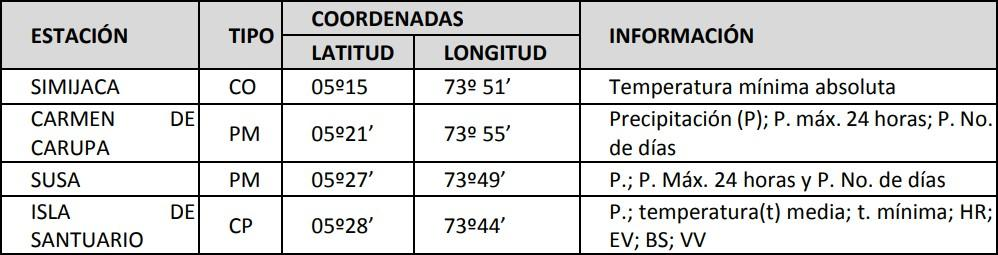 ESTACIÓN TIPO COORDENADAS INFORMACIÓN
LATITUD LONGITUD
SIMIJACA CO 05º15 73º 51’ Temperatura mínima absoluta
CARMEN DE CARUPA PM 05º21’ 73º 55’ Precipitación (P); P. máx. 24 horas; P. No. de días
SUSA PM 05º27’ 73º49’ P.; P. Máx. 24 horas y P. No. de días
ISLA DE SANTUARIO CP 05º28’ 73º44’ P.; temperatura(t) media; t. mínima; HR; EV; BS; VV